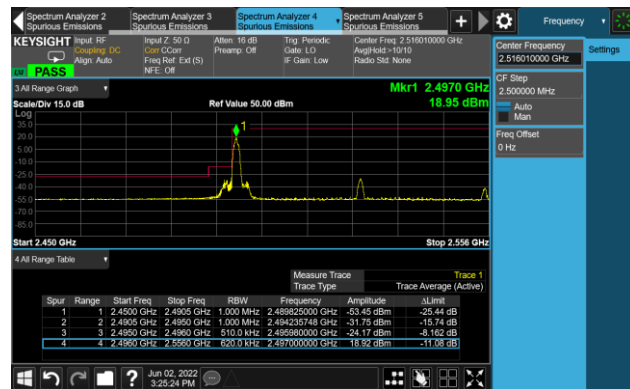 Spectrum Analyzer 2
Spurious Emissions
Spectrum Analyzer 3
Spurious Emissions
Spectrum Analyzer 4
Spurious Emissions
Spectrum Analyzer 5
Spurious Emissions
Frequency
KEYSIGHT
Input: RF
Coupling: DC
Align: Auto
Input Z: 50 Ω
Corr CCorr
Freq Ref: Ext (S)
NFE: Off
Atten: 16 dB
Preamp: Off
Trig: Periodic
Gate: LO
IF Gain: Low
Center Freq: 2.516010000 GHz
Avg|Hold:>10/10
Radio Std: None
PASS
Center Frequency
2.516010000 GHz
Settings
CF Step
2.500000 MHz
Auto
Man
Freq Offset
0 Hz
3 All Range Graph
Mkr1 2.4970 GHz
Scale/Div 15.0 dB
Ref Value 50.00 dBm
18.95 dBm
Log
1
35.0
20.0
5.00
-10.0
-25.0
-40.0
-55.0
-70.0
-85.0
Start 2.450 GHz
Stop 2.556 GHz
4 All Range Table
Measure Trace Trace 1
Trace Type Trace Average (Active)
Spur Range Start Freq Stop Freq RBW Frequency Amplitude ΔLimit
1 1 2.4500 GHz 2.4905 GHz 1.000 MHz 2.489825000 GHz -53.45 dBm -25.44 dB
2 2 2.4905 GHz 2.4950 GHz 1.000 MHz 2.494235748 GHz -31.75 dBm -15.74 dB
3 3 2.4950 GHz 2.4960 GHz 510.0 kHz 2.495980000 GHz -24.17 dBm -8.162 dB
4 4 2.4960 GHz 2.5560 GHz 620.0 kHz 2.497000000 GHz 18.92 dBm -11.08 dB
Jun 02, 2022
3:25:24 PM